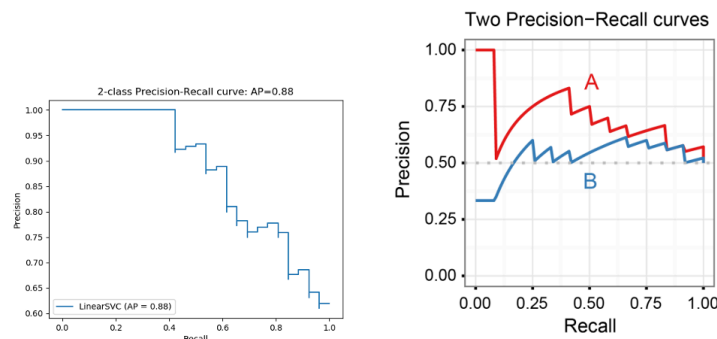 2-class Precision-Recall curve: AP=0.88
1.00
0.95
0.90
0.85
0.80
0.75
0.70
0.65
0.60
Precision
LinearSVC (AP = 0.88)
0.0 0.2 0.4 0.6 0.8 1.0
Recall
Two Precision−Recall curves
1.00
0.75
0.50
0.25
0.00
Precision
A
B
0.00 0.25 0.50 0.75 1.00
Recall